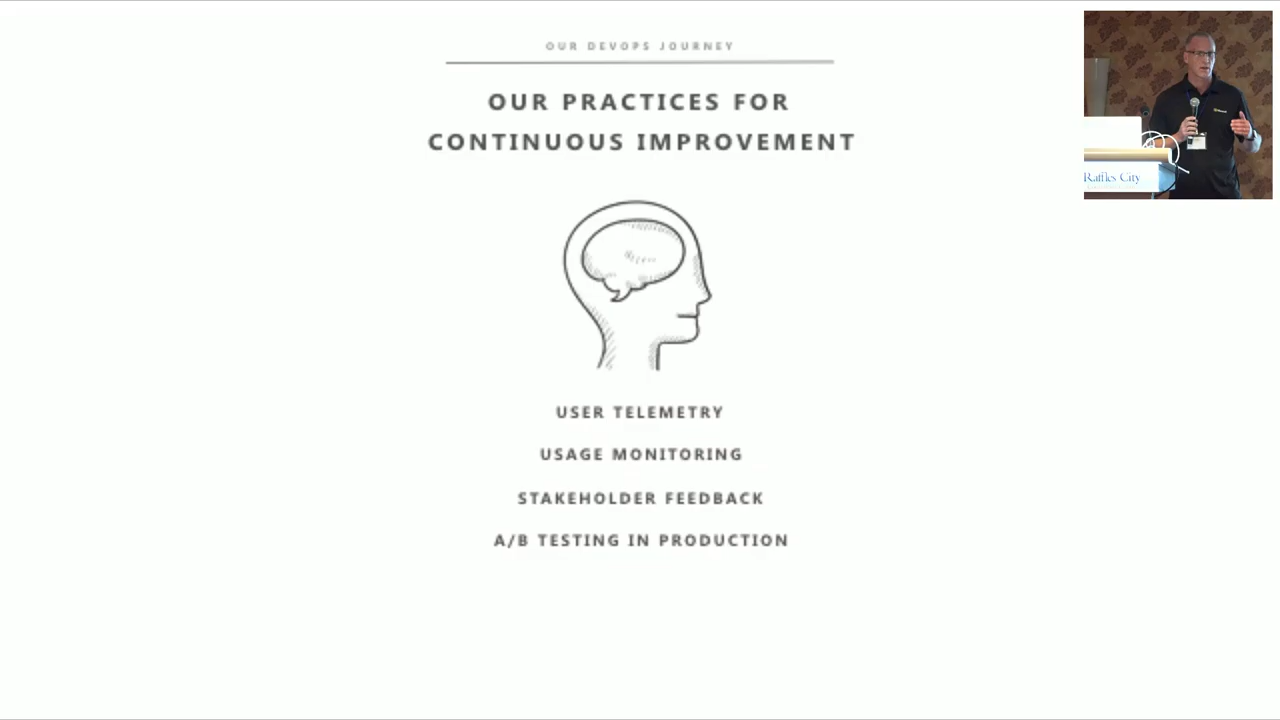 OUR DEVOPS JOURNEY
OUR PRACTICES FOR
CONTINUOUS IMPROVEMENT
USER TELEMETRY
USAGE MONITORING
STAKEHOLDER FEEDBACK
A/B TESTING IN PRODUCTION
Raffles City